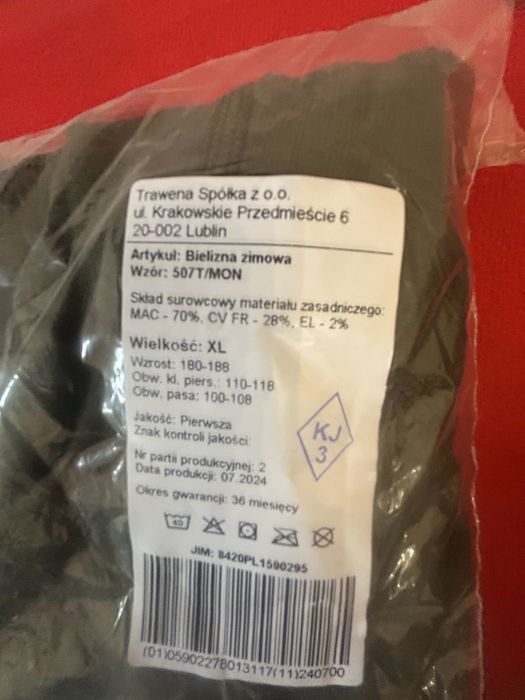 Trawena Spółka z o.o.
ul. Krakowskie Przedmieście 6
20-002 Lublin
Artykuł: Bielizna zimowa
Wzór: 507T/MON
Skład surowcowy materiału zasadniczego:
MAC - 70%, CV FR - 28%, EL - 2%
Wielkość: XL
Wzrost: 180-188
Obw. kl. piers.: 110-118
Obw. pasa: 100-108
Jakość: Pierwsza
Znak kontroli jakości:
KJ
3
Nr partii produkcyjnej: 2
Data produkcji: 07.2024
Okres gwarancji: 36 miesięcy
40
JIM: 8420PL1590295
(01)05902278013117(11)240700